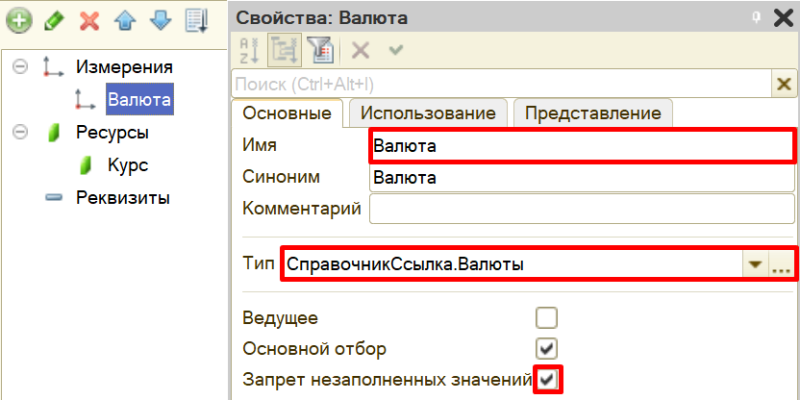 Измерения
Валюта
Ресурсы
Курс
Реквизиты
Свойства: Валюта
Поиск (Ctrl+Alt+I)
Основные Использование Представление
Имя Валюта
Синоним Валюта
Комментарий
Тип СправочникСсылка.Валюты
Ведущее
Основной отбор
Запрет незаполненных значений